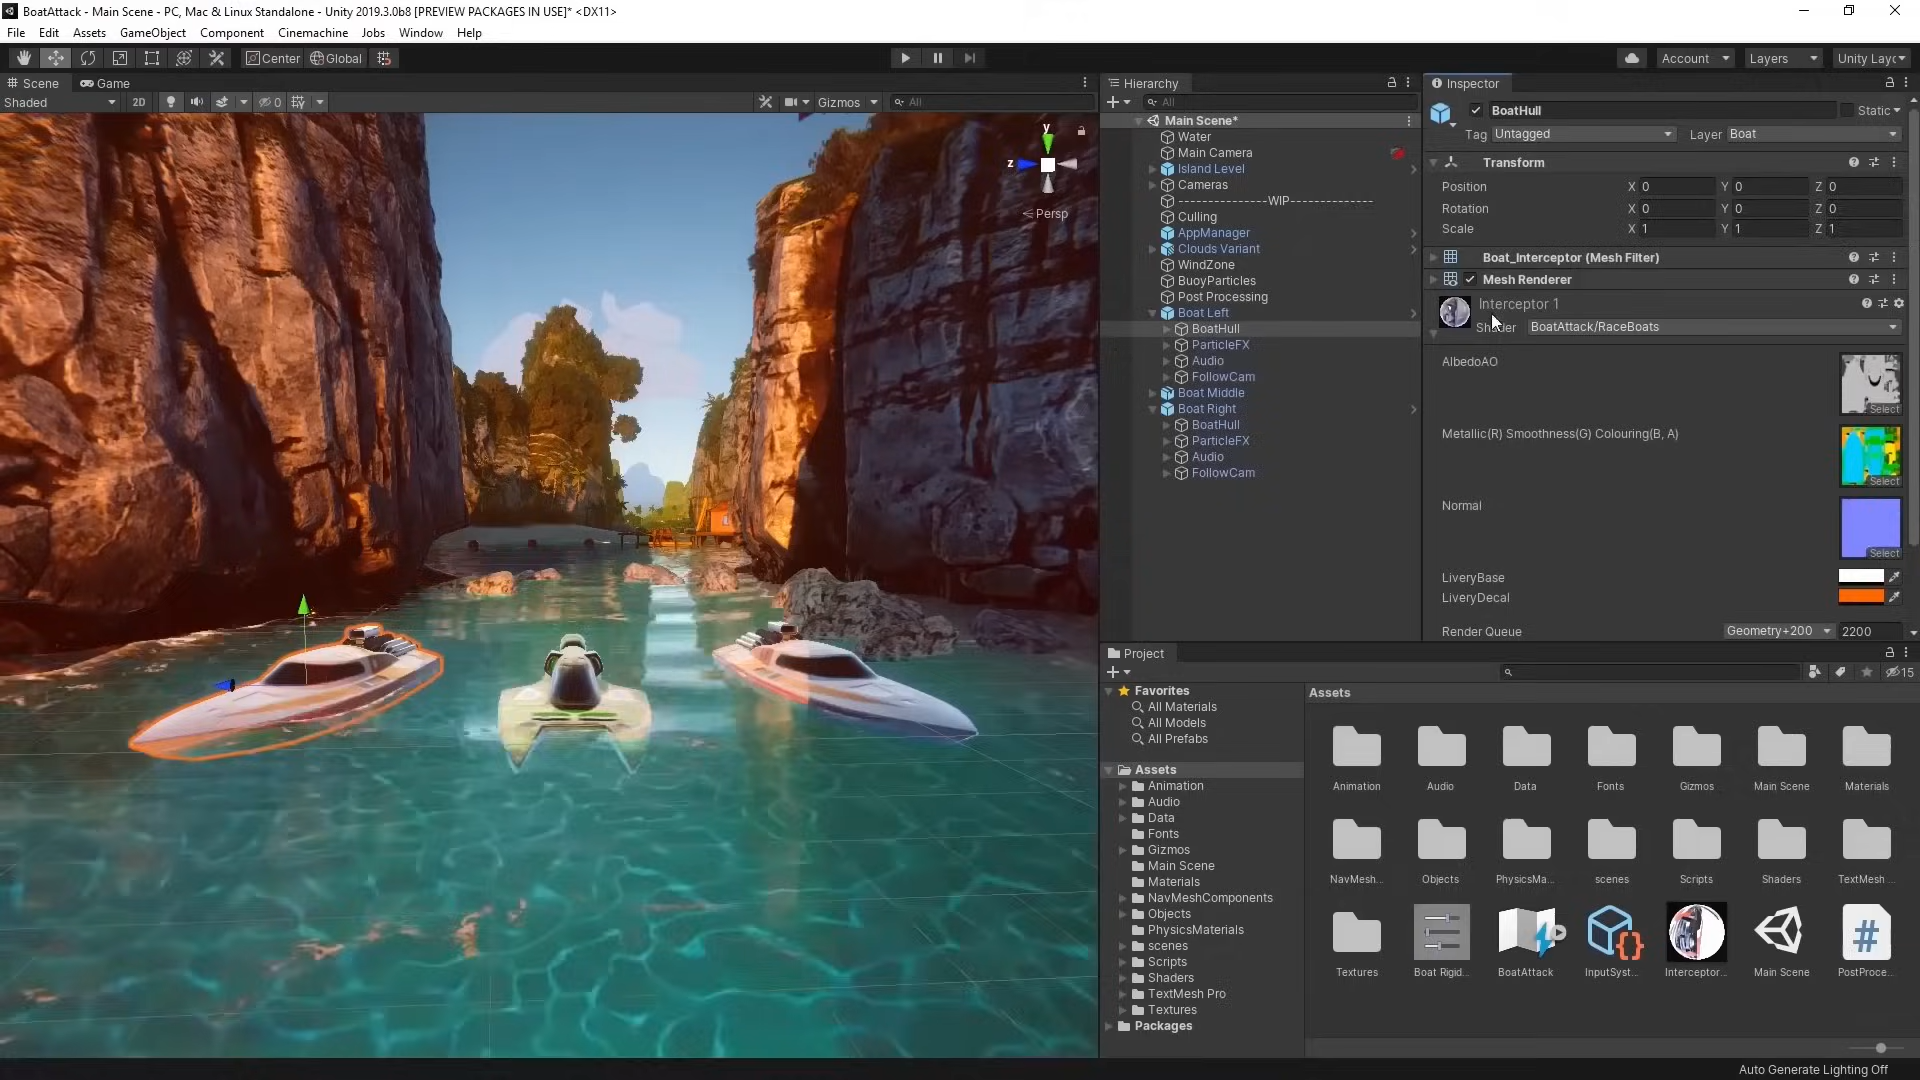 BoatAttack - Main Scene - PC, Mac & Linux Standalone - Unity 2019.3.0b8 [PREVIEW PACKAGES IN USE]* <DX11>
File Edit Assets GameObject Component Cinemachine Jobs Window Help
Center Global Account Layers Unity Lay
Scene Game
Shaded 2D 0 Gizmos All
y
z
Persp
Hierarchy
All
Main Scene*
Water
Main Camera
Island Level
Cameras
---------------WIP--------------
Culling
AppManager
Clouds Variant
WindZone
BuoyParticles
Post Processing
Boat Left
BoatHull
ParticleFX
Audio
FollowCam
Boat Middle
Boat Right
BoatHull
ParticleFX
Audio
FollowCam
Inspector
BoatHull Static
Tag Untagged Layer Boat
Transform
Position X 0 Y 0 Z 0
Rotation X 0 Y 0 Z 0
Scale X 1 Y 1 Z 1
Boat_Interceptor (Mesh Filter)
Mesh Renderer
Interceptor 1
Shader BoatAttack/RaceBoats
AlbedoAO
Select
Metallic(R) Smoothness(G) Colouring(B, A)
Select
Normal
Select
LiveryBase
LiveryDecal
Render Queue Geometry+200 2200
Project
15
Favorites
All Materials
All Models
All Prefabs
Assets
Animation
Audio
Data
Fonts
Gizmos
Main Scene
Materials
NavMeshComponents
Objects
PhysicsMaterials
scenes
Scripts
Shaders
TextMesh Pro
Textures
Packages
Assets
Animation Audio Data Fonts Gizmos Main Scene Materials
NavMesh... Objects PhysicsMa... scenes Scripts Shaders TextMesh ...
Textures Boat Rigid... BoatAttack InputSyst... Interceptor... Main Scene PostProce...
Auto Generate Lighting Off